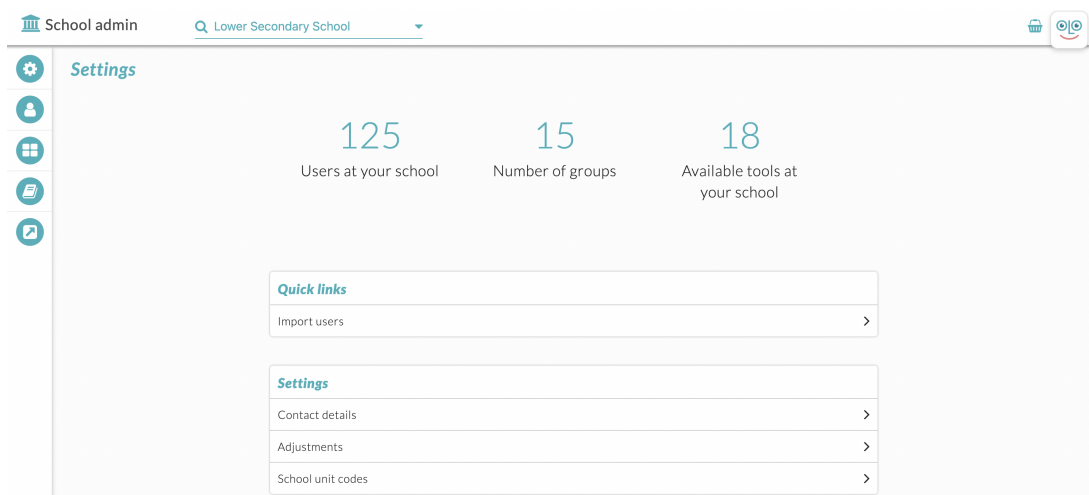 School admin
Lower Secondary School
Settings
125
Users at your school
15
Number of groups
18
Available tools at
your school
Quick links
Import users
Settings
Contact details
Adjustments
School unit codes